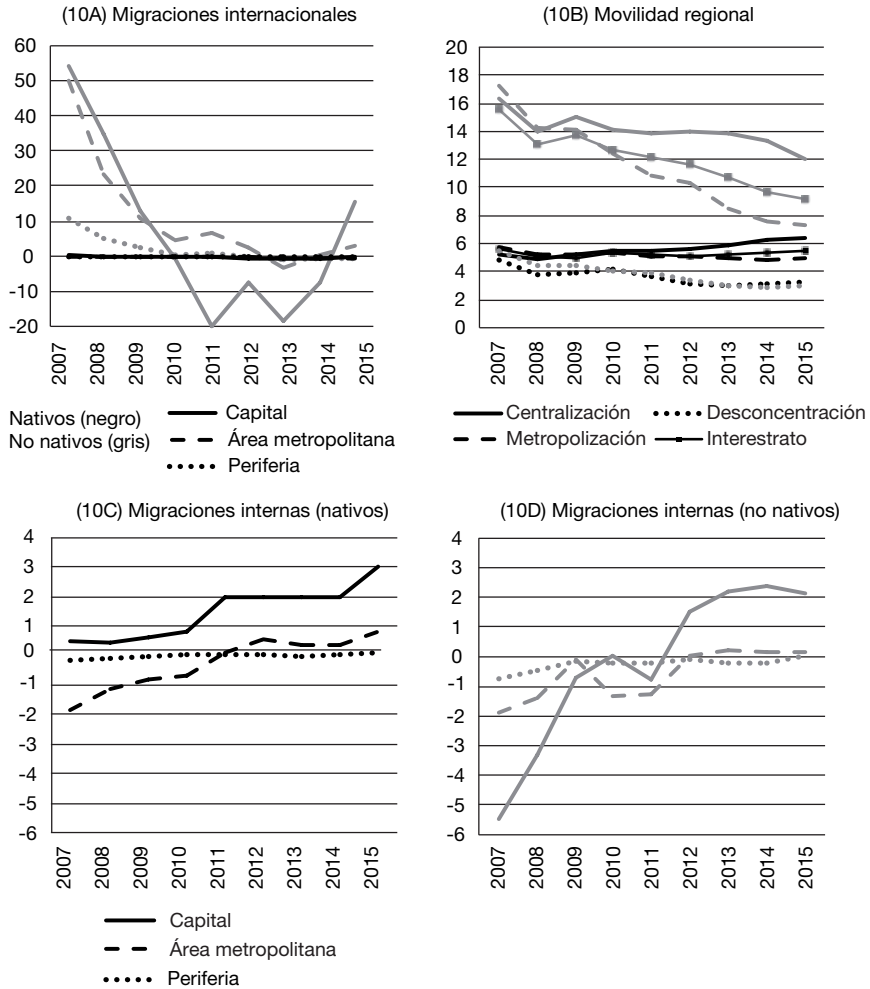 (10A) Migraciones internacionales
60
50
40
30
20
10
0
-10
-20
2007 2008 2009 2010 2011 2012 2013 2014 2015
Nativos (negro)
No nativos (gris)
Capital
Área metropolitana
Periferia
(10B) Movilidad regional
20
18
16
14
12
10
8
6
4
2
0
2007 2008 2009 2010 2011 2012 2013 2014 2015
Centralización Desconcentración
Metropolización Interestrato
(10C) Migraciones internas (nativos)
4
3
2
1
0
-1
-2
-3
-4
-5
-6
2007 2008 2009 2010 2011 2012 2013 2014 2015
Capital
Área metropolitana
Periferia
(10D) Migraciones internas (no nativos)
4
3
2
1
0
-1
-2
-3
-4
-5
-6
2007 2008 2009 2010 2011 2012 2013 2014 2015